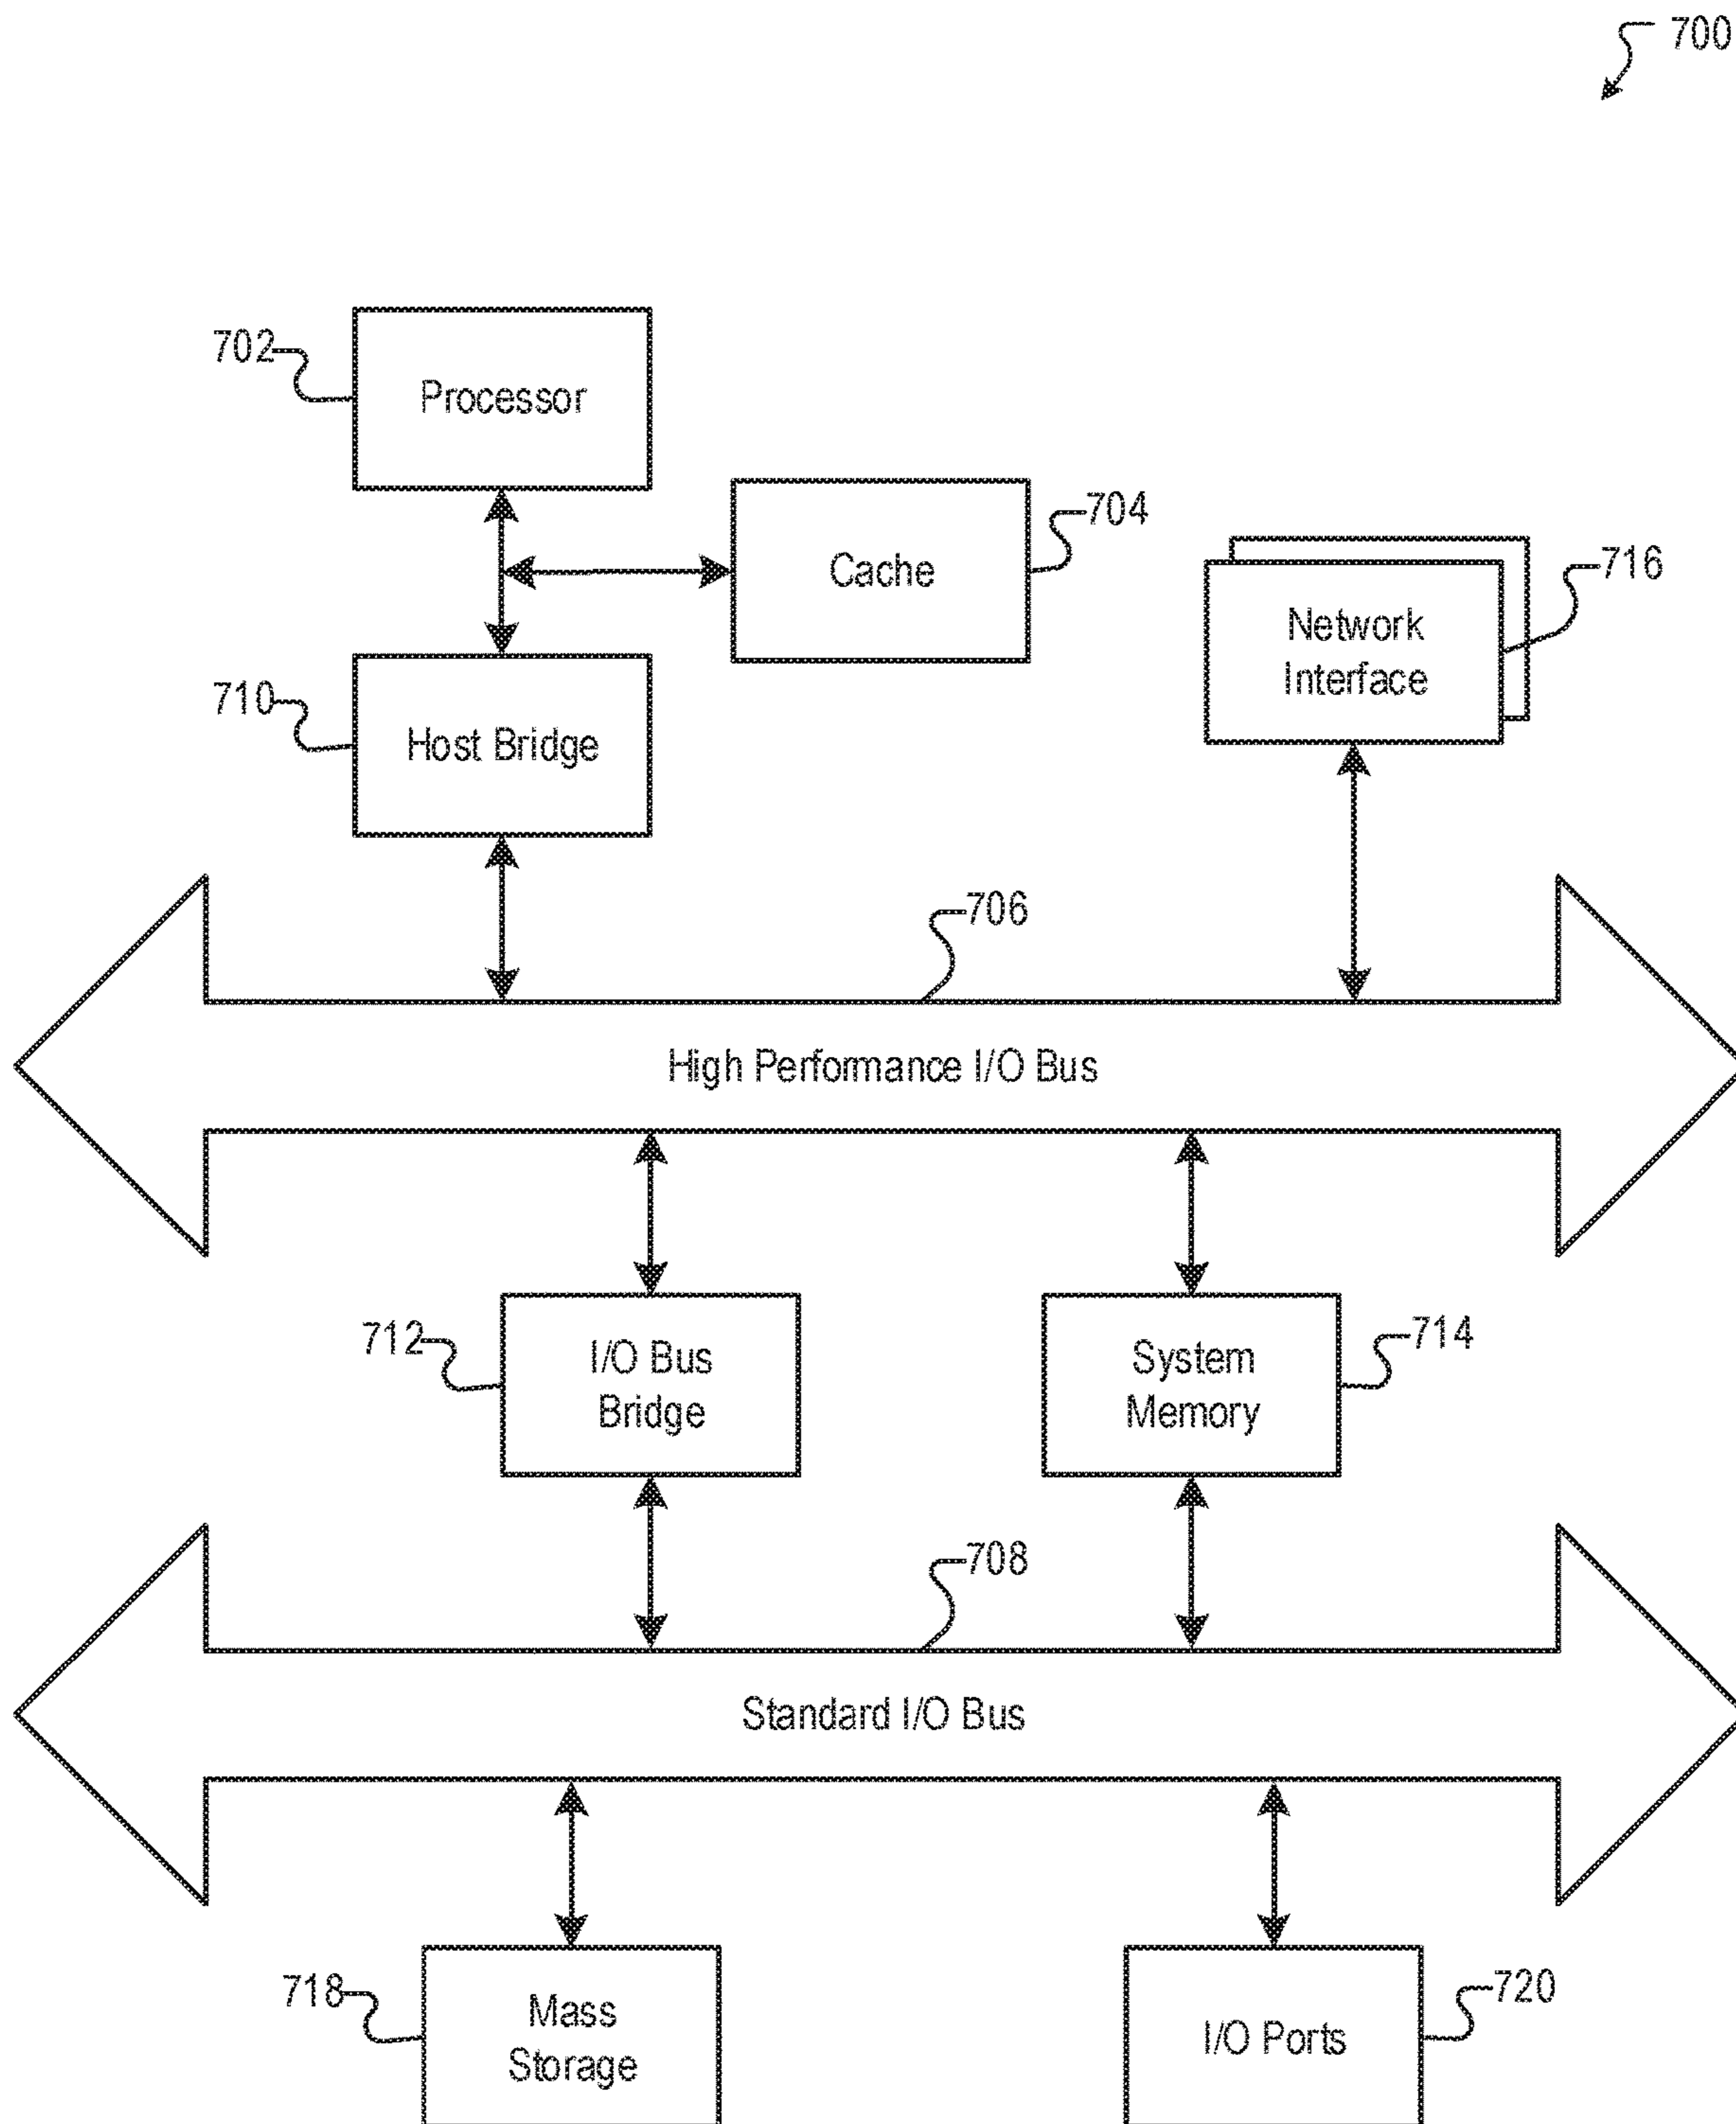 700
702
Processor
704
Cache
716
Network
Interface
710
Host Bridge
706
High Performance I/O Bus
712
I/O Bus
Bridge
714
System
Memory
708
Standard I/O Bus
718
Mass
Storage
720
I/O Ports